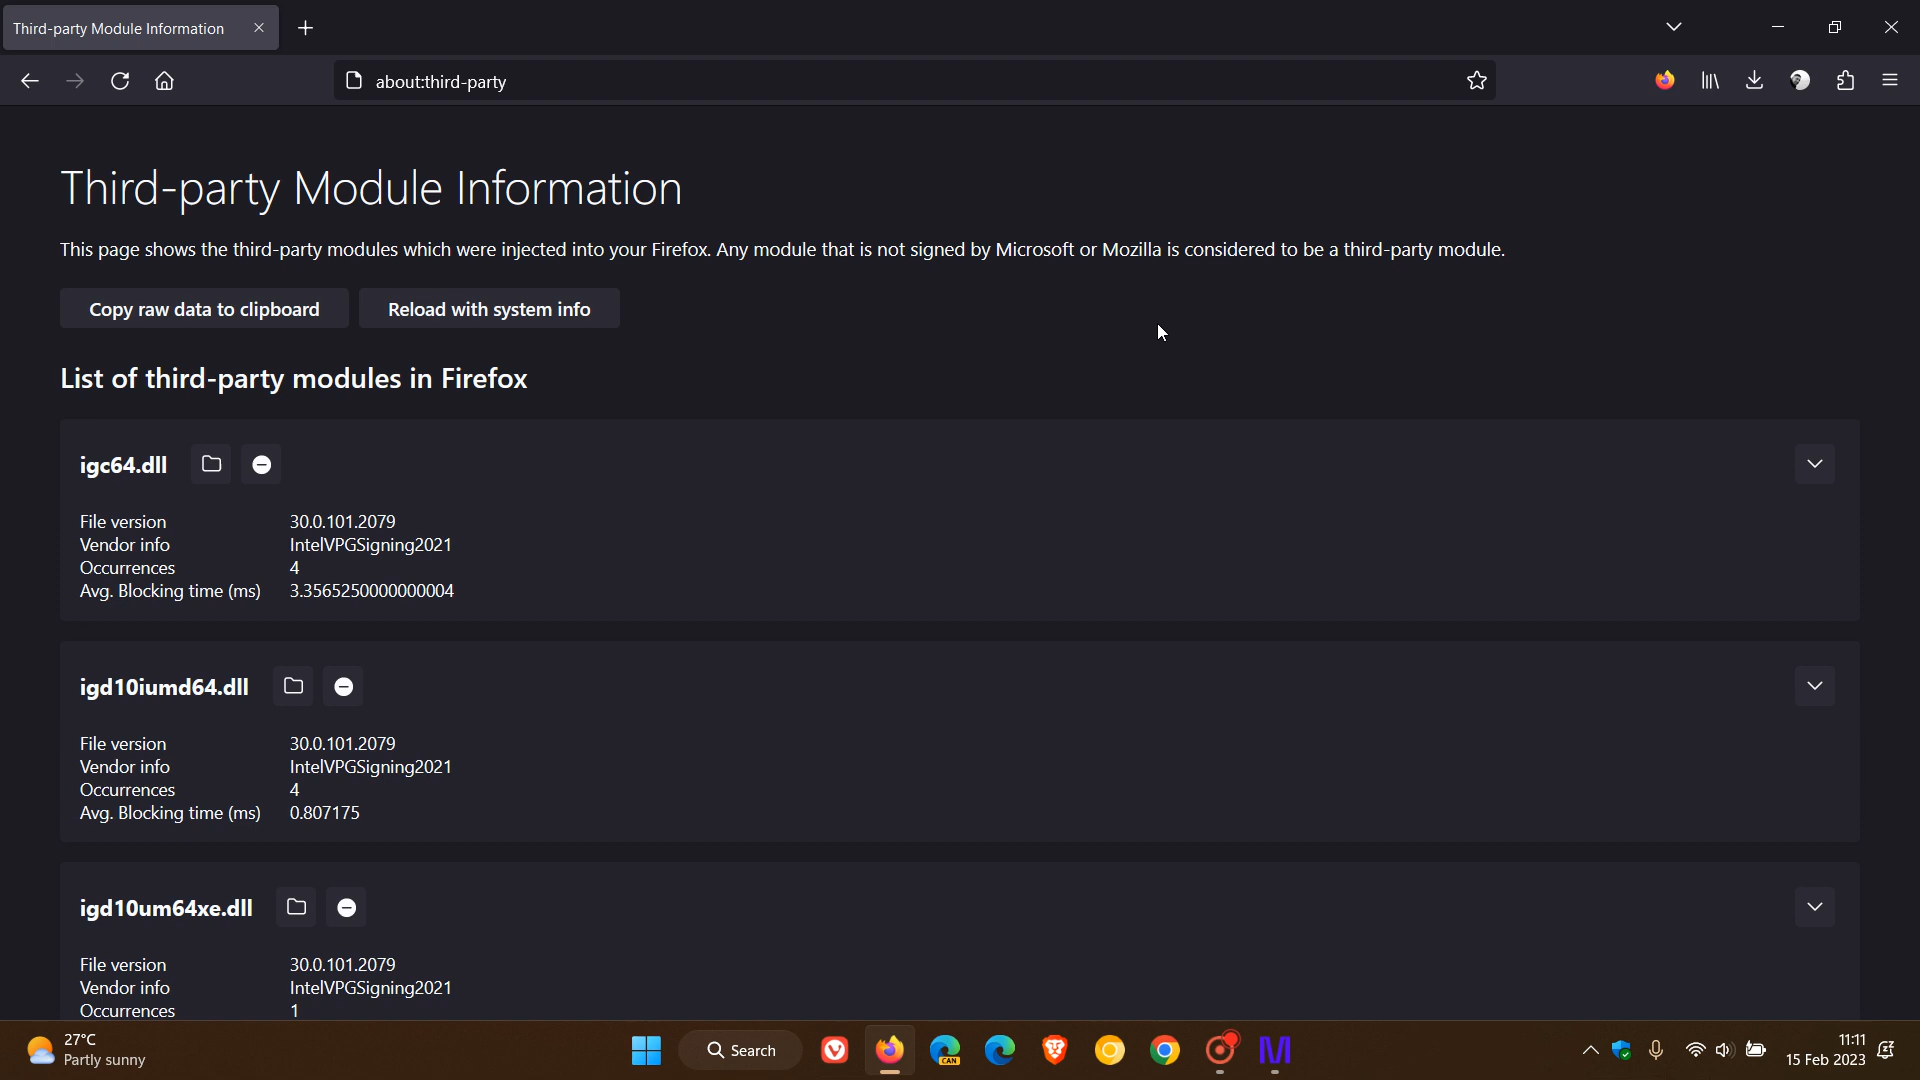 Third-party Module Information
about:third-party
Third-party Module Information
This page shows the third-party modules which were injected into your Firefox. Any module that is not signed by Microsoft or Mozilla is considered to be a third-party module.
Copy raw data to clipboard
Reload with system info
List of third-party modules in Firefox
igc64.dll
File version 30.0.101.2079
Vendor info IntelVPGSigning2021
Occurrences 4
Avg. Blocking time (ms) 3.3565250000000004
igd10iumd64.dll
File version 30.0.101.2079
Vendor info IntelVPGSigning2021
Occurrences 4
Avg. Blocking time (ms) 0.807175
igd10um64xe.dll
File version 30.0.101.2079
Vendor info IntelVPGSigning2021
Occurrences 1
27°C
Partly sunny
Search
CAN
11:11
15 Feb 2023